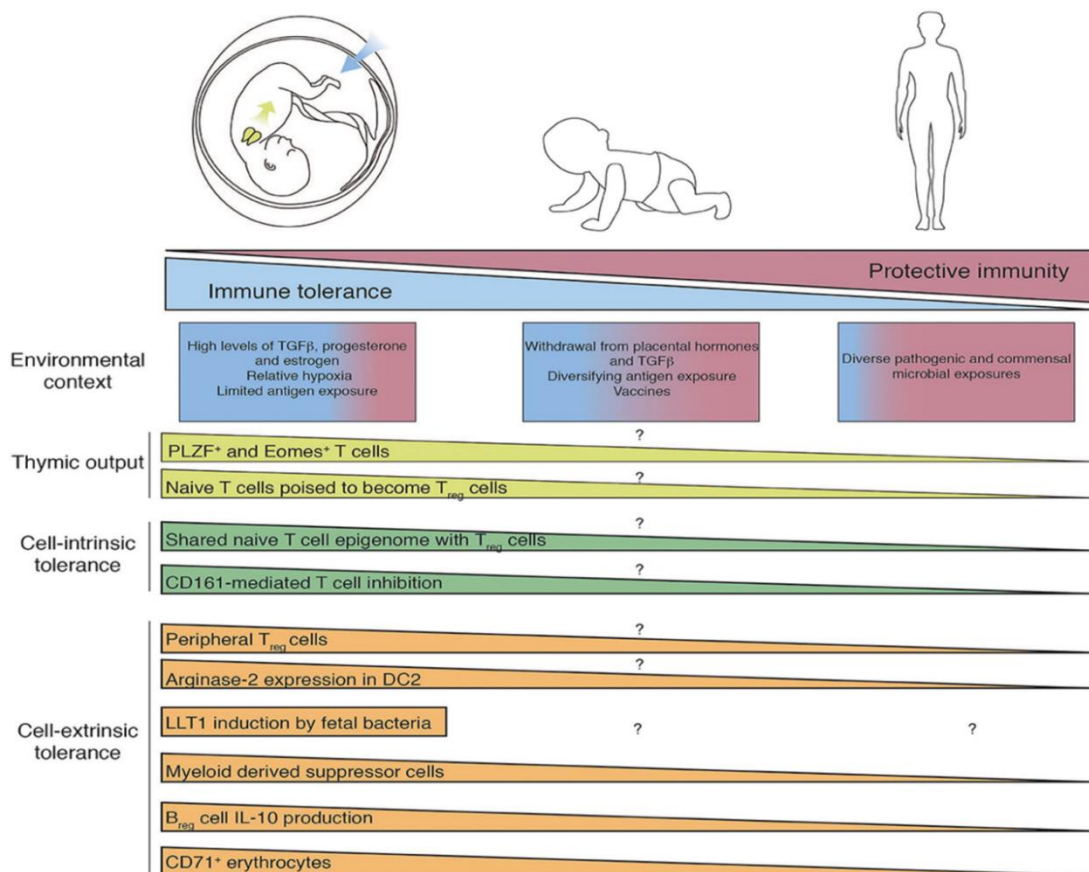 Protective immunity
Immune tolerance
Environmental
context
High levels of TGFβ, progesterone
and estrogen
Relative hypoxia
Limited antigen exposure
Withdrawal from placental hormones
and TGFβ
Diversifying antigen exposure
Vaccines
Diverse pathogenic and commensal
microbial exposures
Thymic output
?
PLZF⁺ and Eomes⁺ T cells
?
Naive T cells poised to become Treg cells
Cell-intrinsic
tolerance
?
Shared naive T cell epigenome with Treg cells
?
CD161-mediated T cell inhibition
Cell-extrinsic
tolerance
?
Peripheral Treg cells
?
Arginase-2 expression in DC2
LLT1 induction by fetal bacteria
?
?
Myeloid derived suppressor cells
Breg cell IL-10 production
CD71⁺ erythrocytes